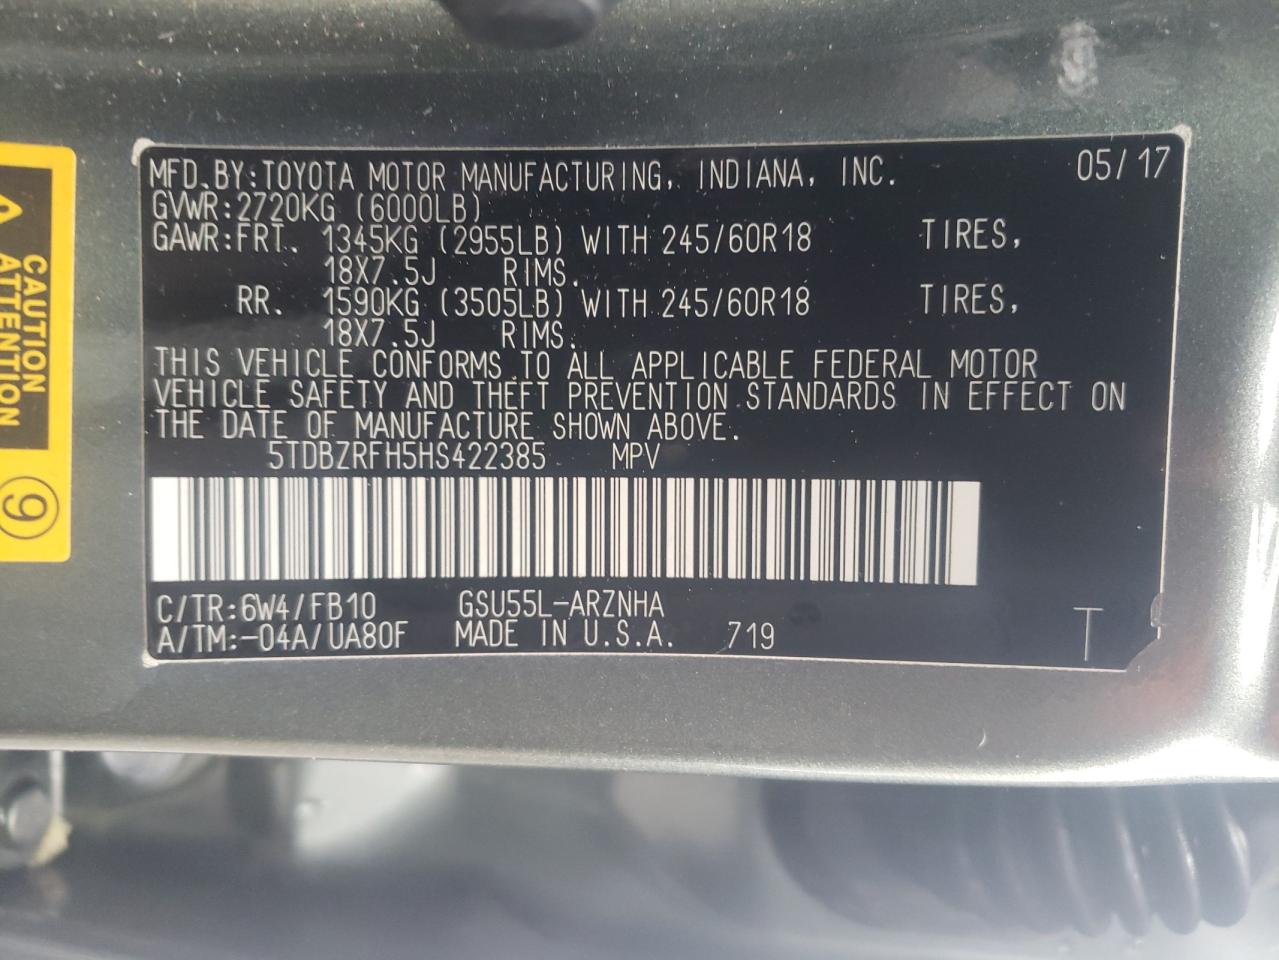 MFD.BY:TOYOTA MOTOR MANUFACTURING, INDIANA, INC. 05/17
GVWR:2720KG (6000LB)
GAWR:FRT. 1345KG (2955LB) WITH 245/60R18 TIRES,
18X7.5J RIMS.
RR. 1590KG (3505LB) WITH 245/60R18 TIRES,
18X7.5J RIMS.
THIS VEHICLE CONFORMS TO ALL APPLICABLE FEDERAL MOTOR
VEHICLE SAFETY AND THEFT PREVENTION STANDARDS IN EFFECT ON
THE DATE OF MANUFACTURE SHOWN ABOVE.
5TDBZRFH5HS422385 MPV
C/TR:6W4/FB10 GSU55L-ARZNHA
A/TM:-04A/UA80F MADE IN U.S.A. 719 T
CAUTION
ATTENTION
9